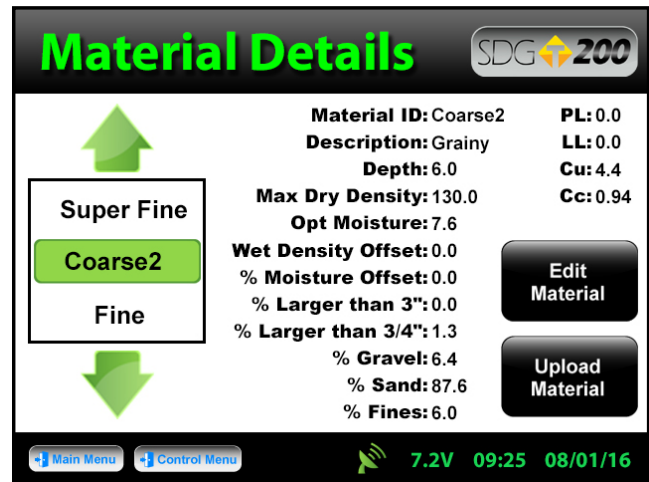 Material Details
SDG 200
Super Fine
Coarse2
Fine
Material ID: Coarse2
Description: Grainy
Depth: 6.0
Max Dry Density: 130.0
Opt Moisture: 7.6
Wet Density Offset: 0.0
% Moisture Offset: 0.0
% Larger than 3": 0.0
% Larger than 3/4": 1.3
% Gravel: 6.4
% Sand: 87.6
% Fines: 6.0
PL: 0.0
LL: 0.0
Cu: 4.4
Cc: 0.94
Edit
Material
Upload
Material
Main Menu
Control Menu
7.2V 09:25 08/01/16